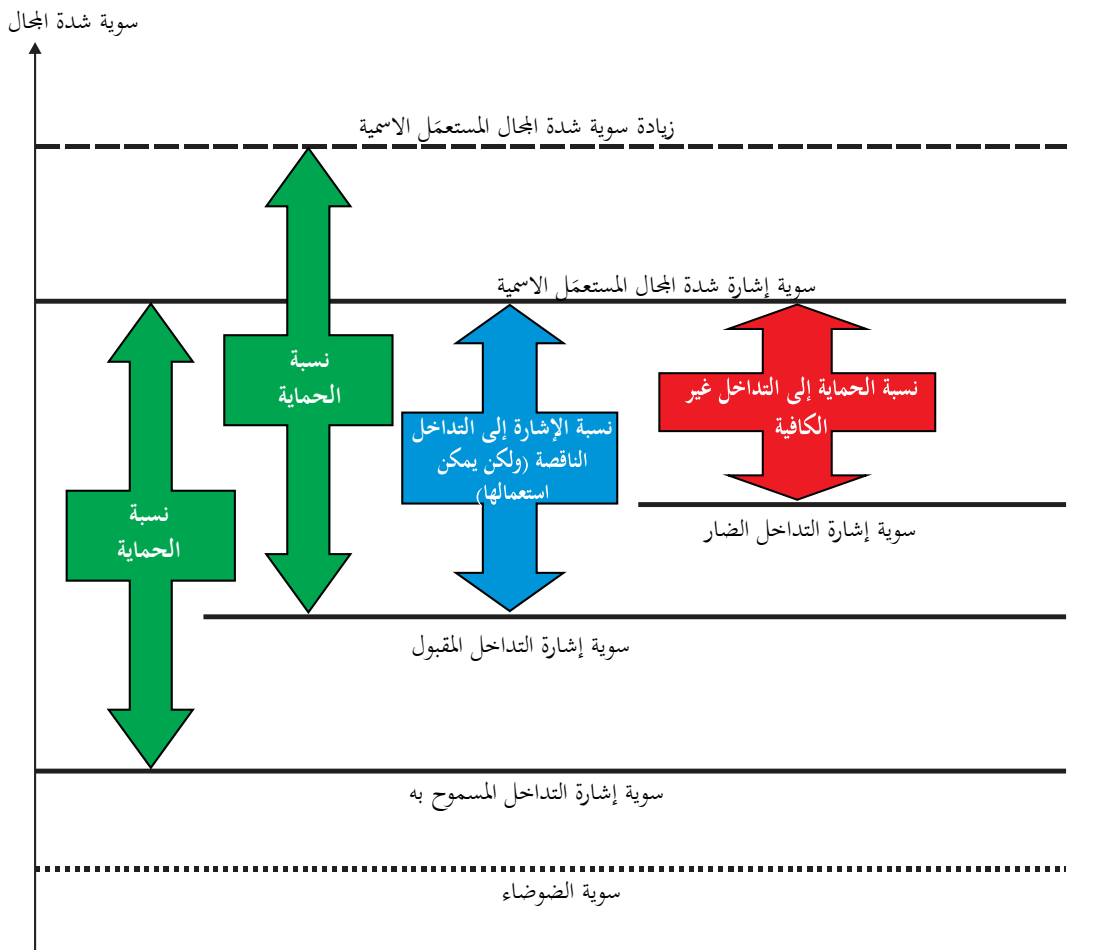 سوية شدة المجال
زيادة سوية شدة المجال المستعمَل الاسمية
سوية إشارة شدة المجال المستعمَل الاسمية
نسبة
الحماية
نسبة الحماية إلى التداخل غير
الكافية
نسبة الإشارة إلى التداخل
الناقصة (ولكن يمكن
استعمالها)
نسبة
الحماية
سوية إشارة التداخل الضار
سوية إشارة التداخل المقبول
سوية إشارة التداخل المسموح به
سوية الضوضاء